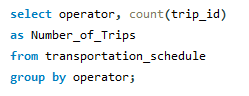 select operator, count(trip_id)
as Number_of_Trips
from transportation_schedule
group by operator;